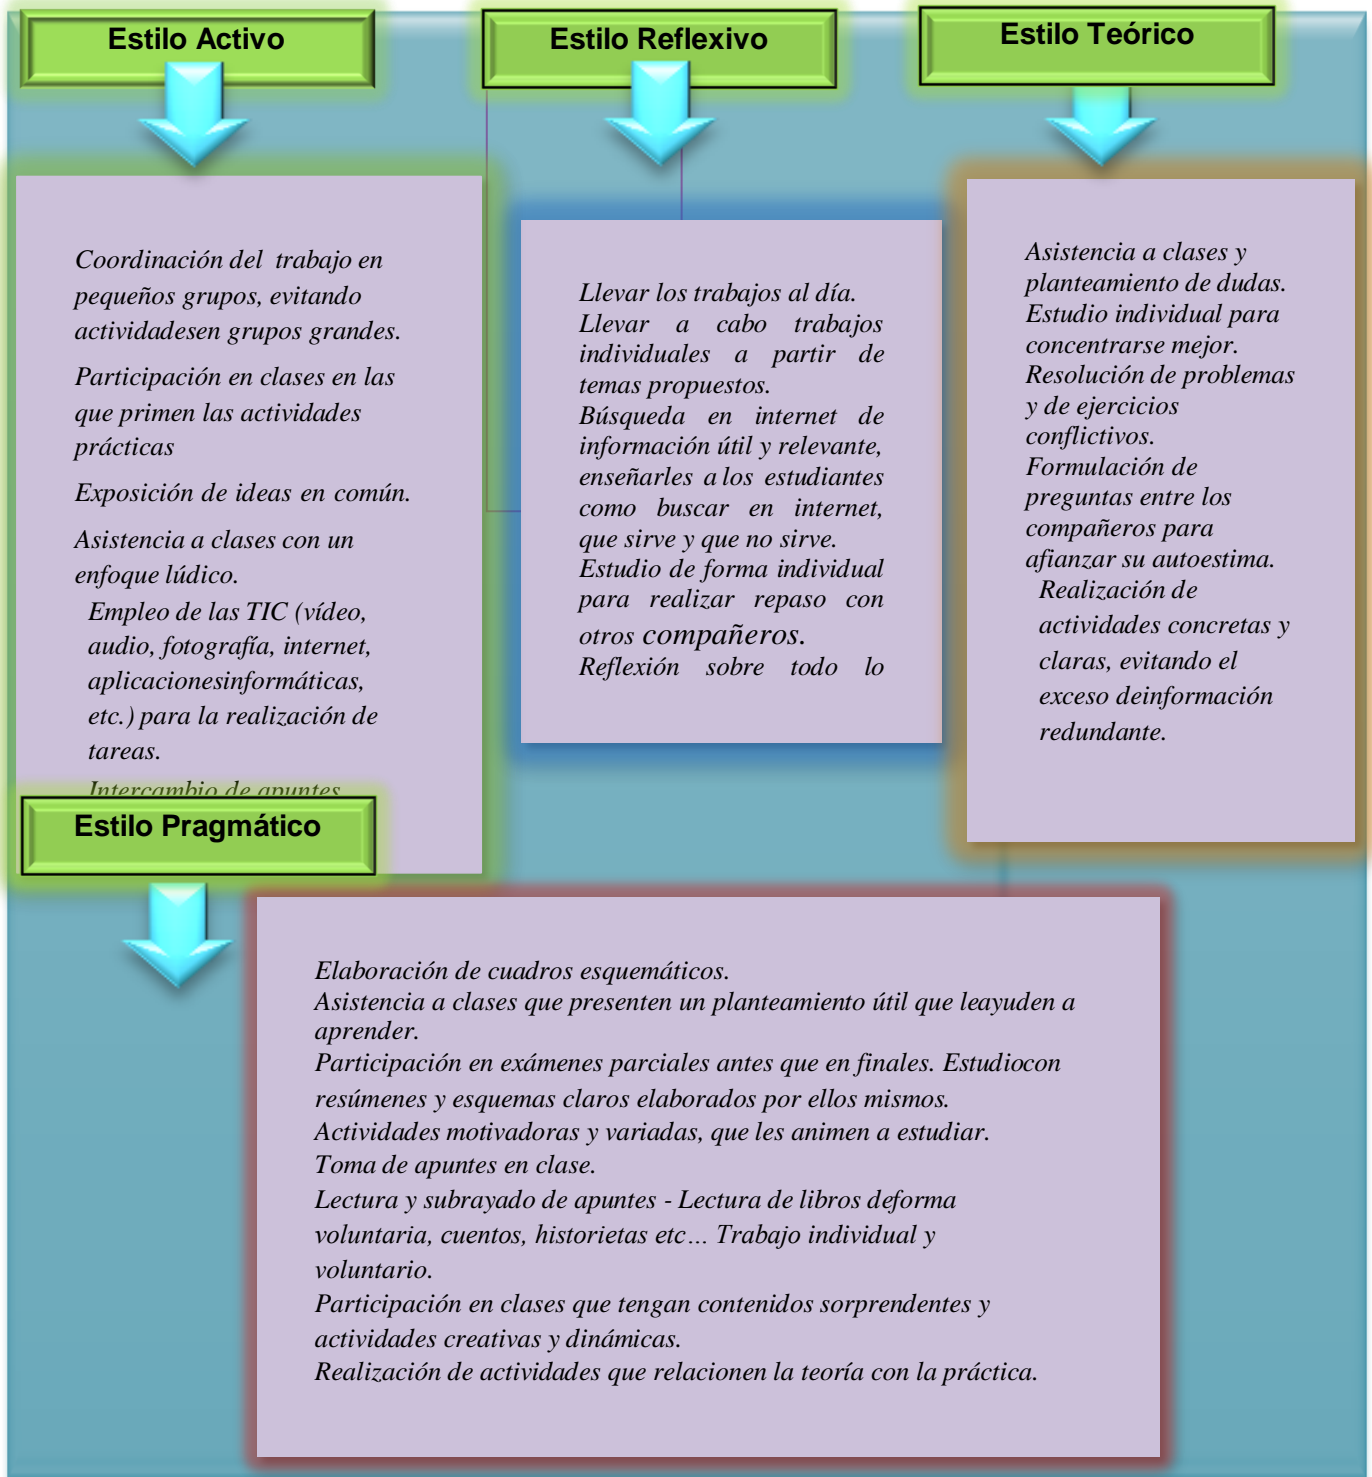 Estilo Activo
Coordinación del trabajo en
pequeños grupos, evitando
actividadesen grupos grandes.
Participación en clases en las
que primen las actividades
prácticas
Exposición de ideas en común.
Asistencia a clases con un
enfoque lúdico.
Empleo de las TIC (vídeo,
audio, fotografía, internet,
aplicacionesinformáticas,
etc.) para la realización de
tareas.
Intercambio de apuntes
Estilo Reflexivo
Llevar los trabajos al día.
Llevar a cabo trabajos
individuales a partir de
temas propuestos.
Búsqueda en internet de
información útil y relevante,
enseñarles a los estudiantes
como buscar en internet,
que sirve y que no sirve.
Estudio de forma individual
para realizar repaso con
otros compañeros.
Reflexión sobre todo lo
Estilo Teórico
Asistencia a clases y
planteamiento de dudas.
Estudio individual para
concentrarse mejor.
Resolución de problemas
y de ejercicios
conflictivos.
Formulación de
preguntas entre los
compañeros para
afianzar su autoestima.
Realización de
actividades concretas y
claras, evitando el
exceso deinformación
redundante.
Estilo Pragmático
Elaboración de cuadros esquemáticos.
Asistencia a clases que presenten un planteamiento útil que leayuden a
aprender.
Participación en exámenes parciales antes que en finales. Estudiocon
resúmenes y esquemas claros elaborados por ellos mismos.
Actividades motivadoras y variadas, que les animen a estudiar.
Toma de apuntes en clase.
Lectura y subrayado de apuntes - Lectura de libros deforma
voluntaria, cuentos, historietas etc… Trabajo individual y
voluntario.
Participación en clases que tengan contenidos sorprendentes y
actividades creativas y dinámicas.
Realización de actividades que relacionen la teoría con la práctica.